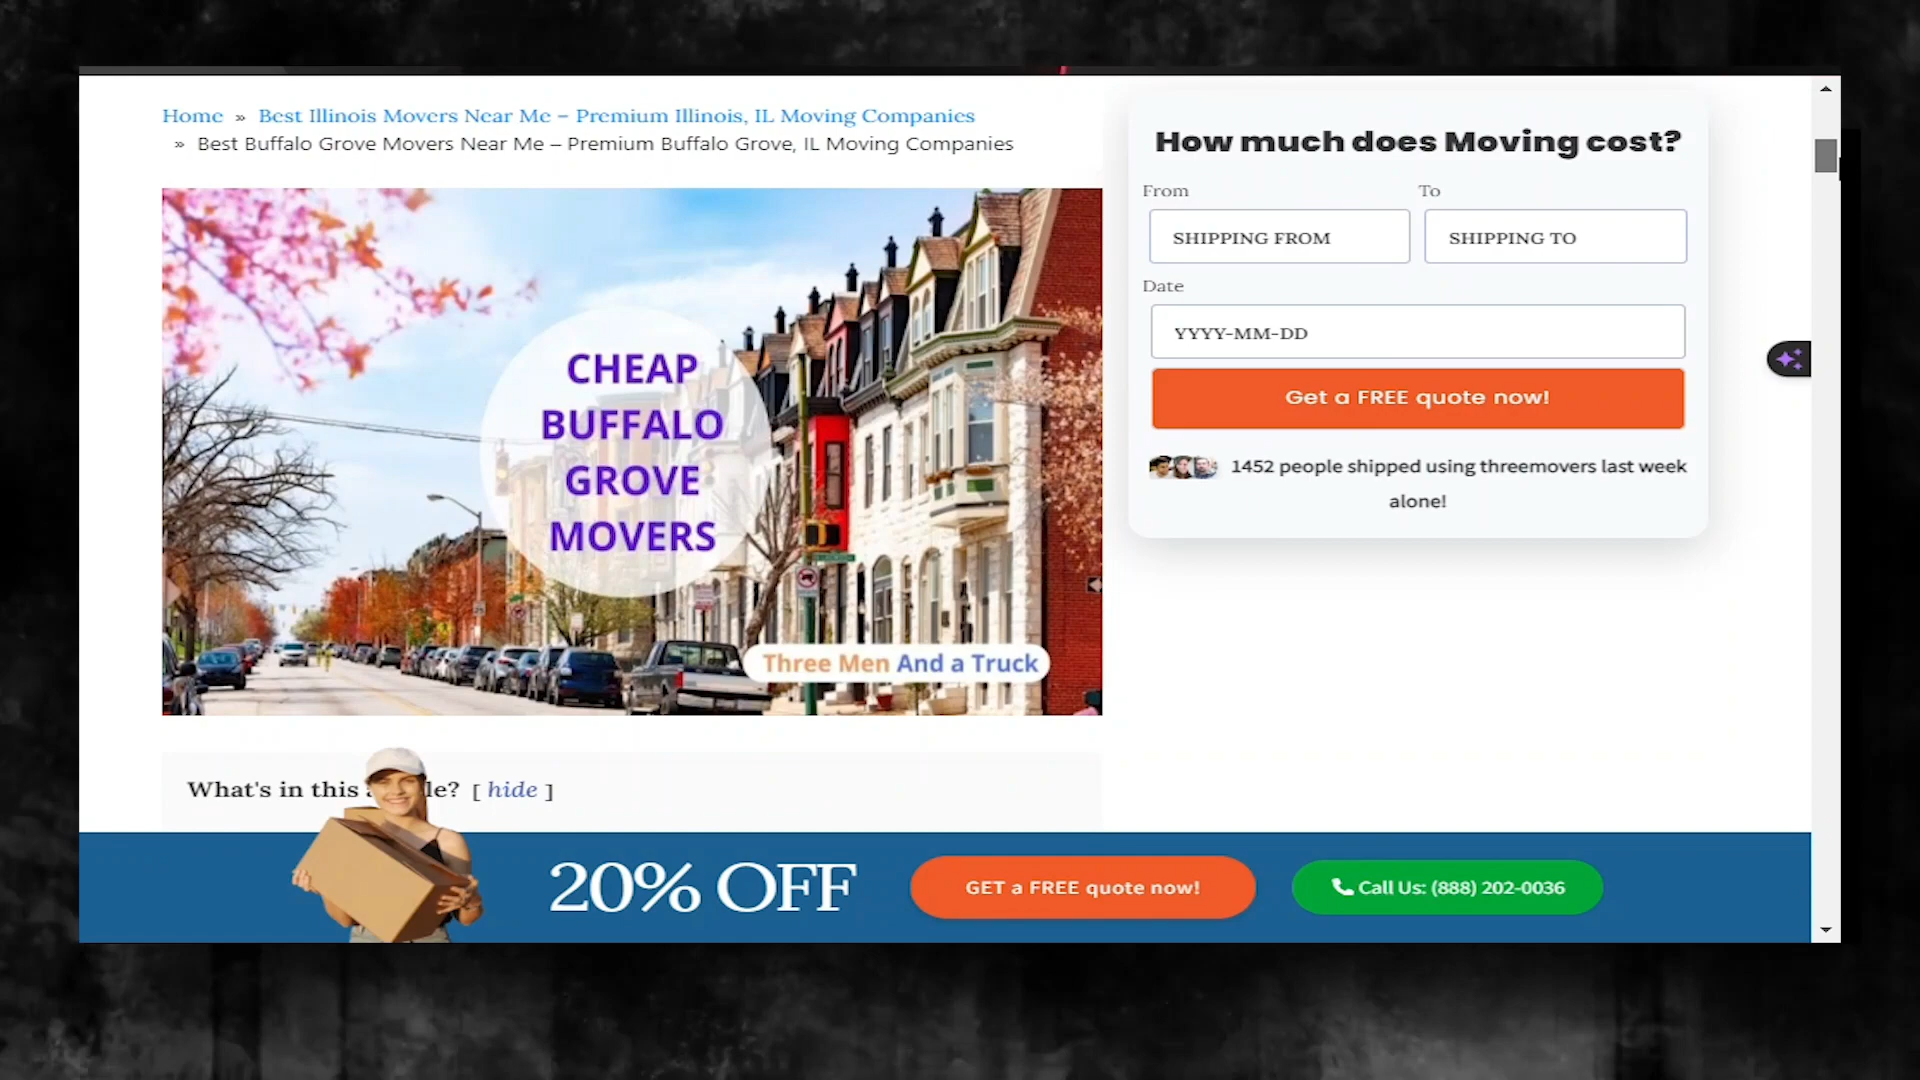 Home » Best Illinois Movers Near Me – Premium Illinois, IL Moving Companies
» Best Buffalo Grove Movers Near Me – Premium Buffalo Grove, IL Moving Companies
CHEAP
BUFFALO
GROVE
MOVERS
Three Men And a Truck
How much does Moving cost?
From To
SHIPPING FROM SHIPPING TO
Date
YYYY-MM-DD
Get a FREE quote now!
1452 people shipped using threemovers last week
alone!
What's in this le? [ hide ]
20% OFF
GET a FREE quote now!
Call Us: (888) 202-0036